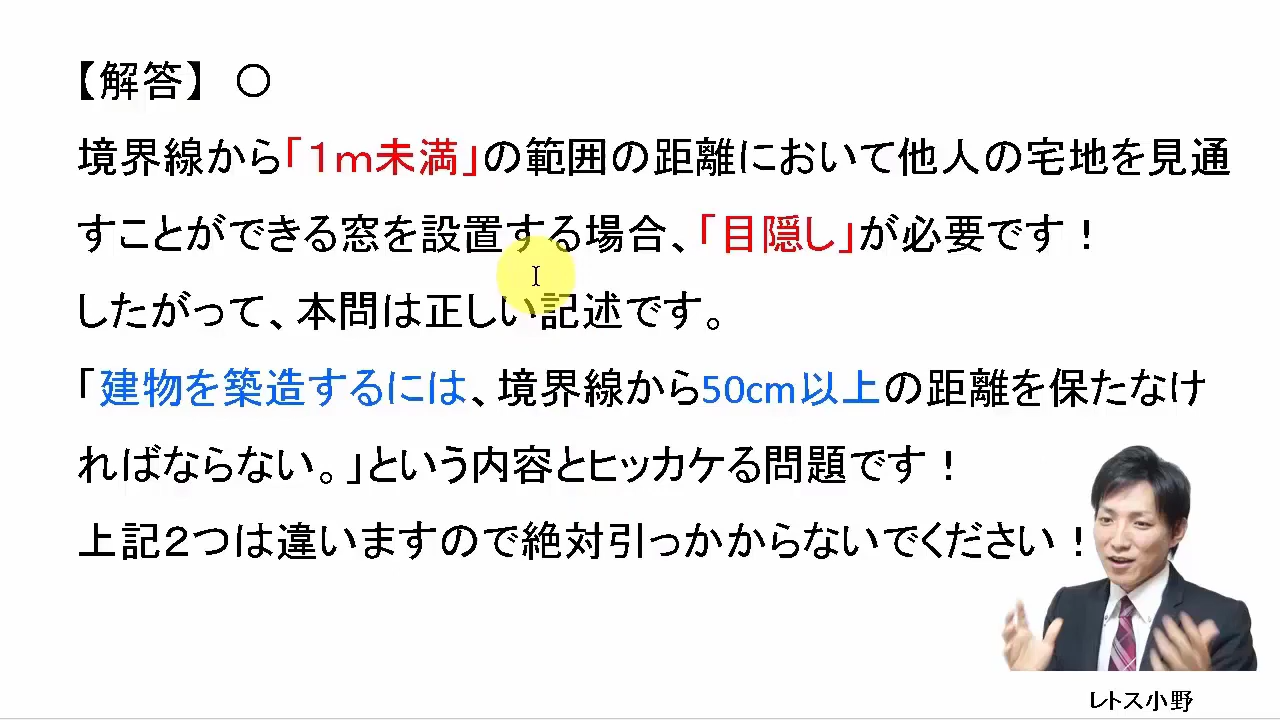 【解答】 ○
境界線から「１ｍ未満」の範囲の距離において他人の宅地を見通
すことができる窓を設置する場合、「目隠し」が必要です！
したがって、本問は正しい記述です。
「建物を築造するには、境界線から50cm以上の距離を保たなけ
ればならない。」という内容とヒッカケる問題です！
上記２つは違いますので絶対引っかからないでください！
レトス小野